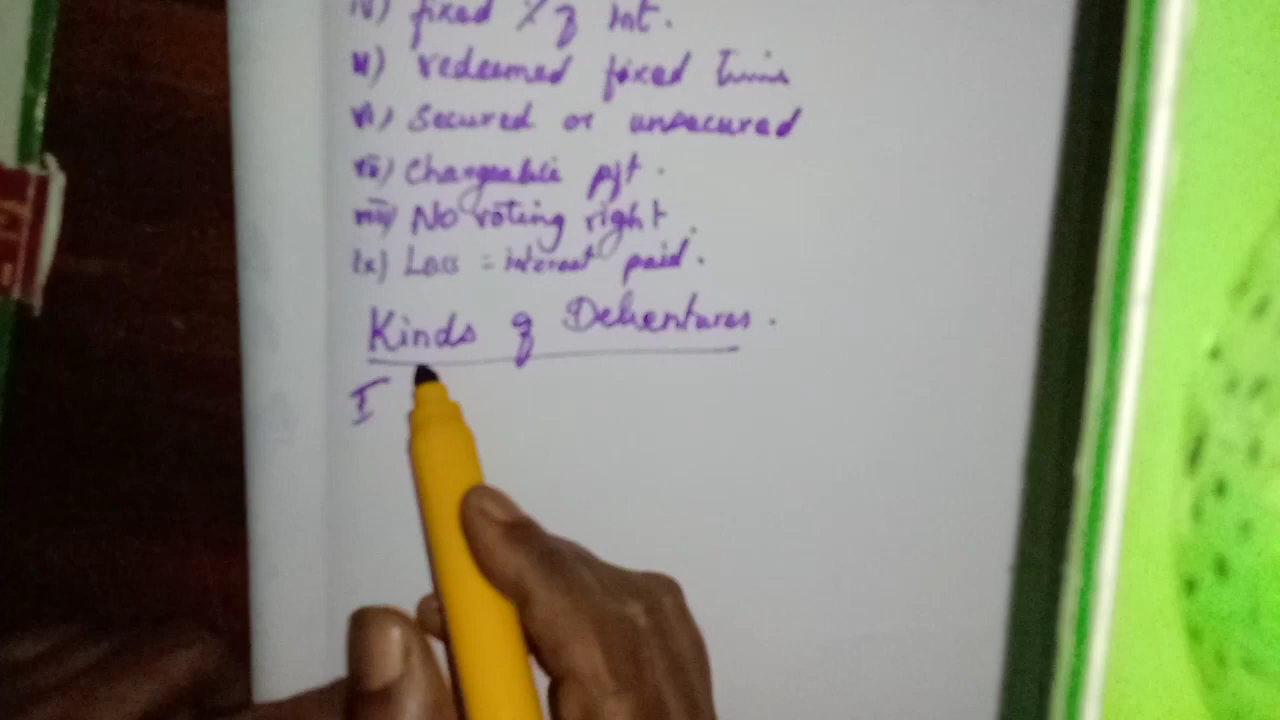 iv) fixed % of int.
v) redeemed fixed time
vi) Secured or unsecured
vii) Chargeable pft.
viii) No voting right.
ix) Loss = interest paid.
Kinds of Debentures.
I